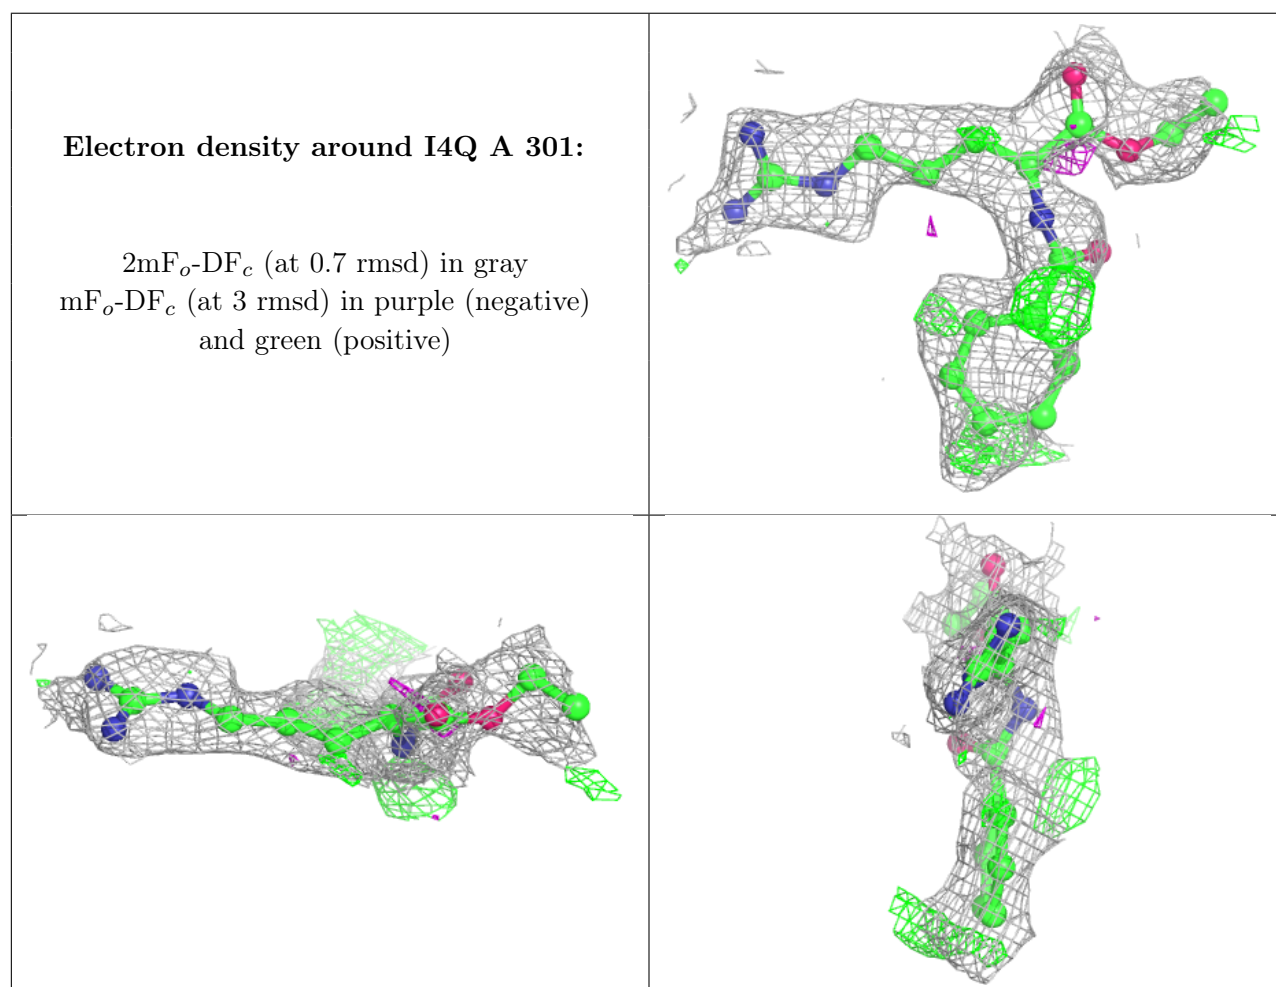 Electron density around I4Q A 301:
2mFo-DFc (at 0.7 rmsd) in gray
mFo-DFc (at 3 rmsd) in purple (negative)
and green (positive)